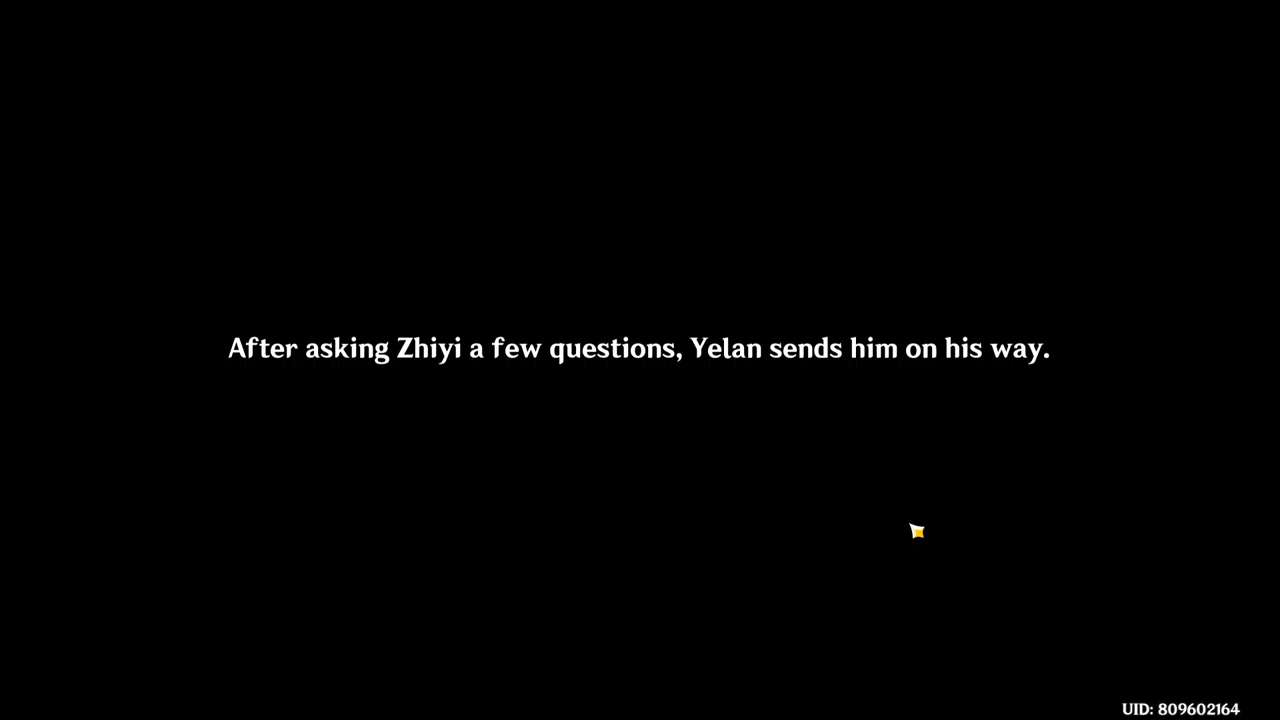 After asking Zhiyi a few questions, Yelan sends him on his way.
UID: 809602164